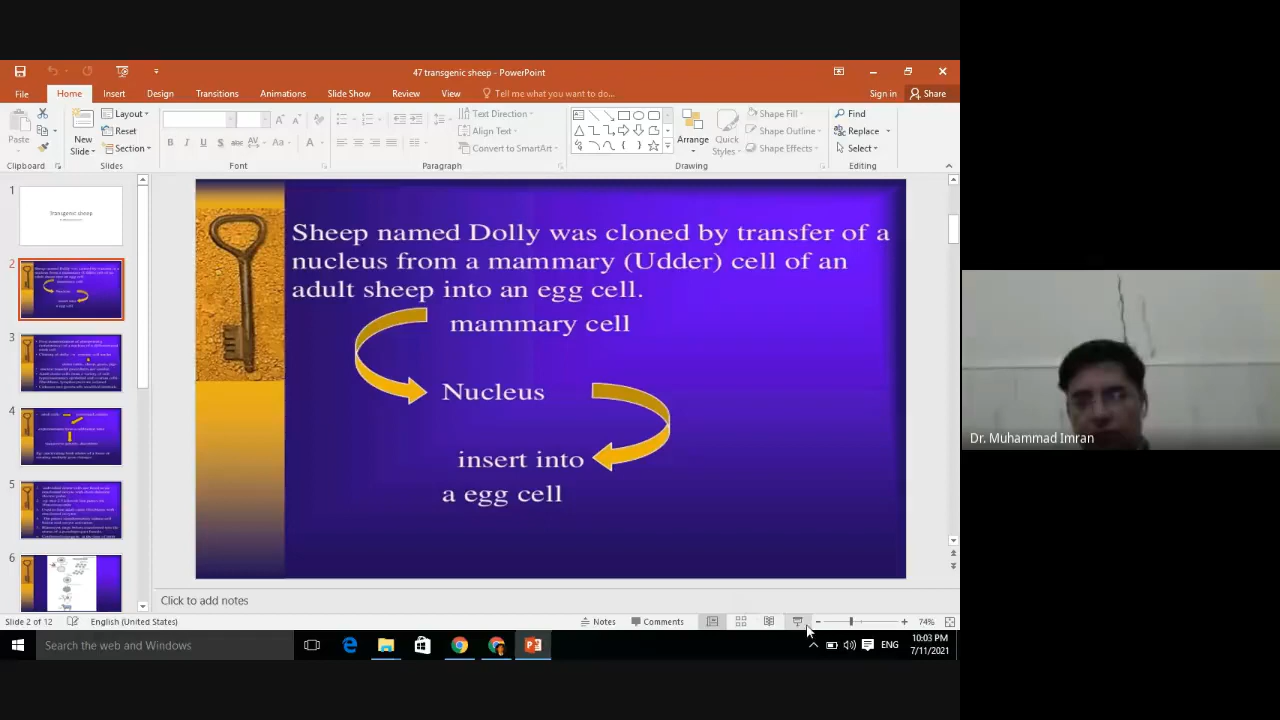 47 transgenic sheep - PowerPoint
File Home Insert Design Transitions Animations Slide Show Review View Tell me what you want to do... Sign in Share
Paste
Clipboard
New
Slide
Layout
Reset
Section
Slides
Font
Text Direction
Align Text
Convert to SmartArt
Paragraph
Arrange
Quick
Styles
Shape Fill
Shape Outline
Shape Effects
Drawing
Find
Replace
Select
Editing
1
Transgenic sheep
2
3
4
5
6
Sheep named Dolly was cloned by transfer of a
nucleus from a mammary (Udder) cell of an
adult sheep into an egg cell.
mammary cell
Nucleus
insert into
a egg cell
Click to add notes
Slide 2 of 12 English (United States) Notes Comments 74%
Search the web and Windows
ENG
10:03 PM
7/11/2021
Dr. Muhammad Imran